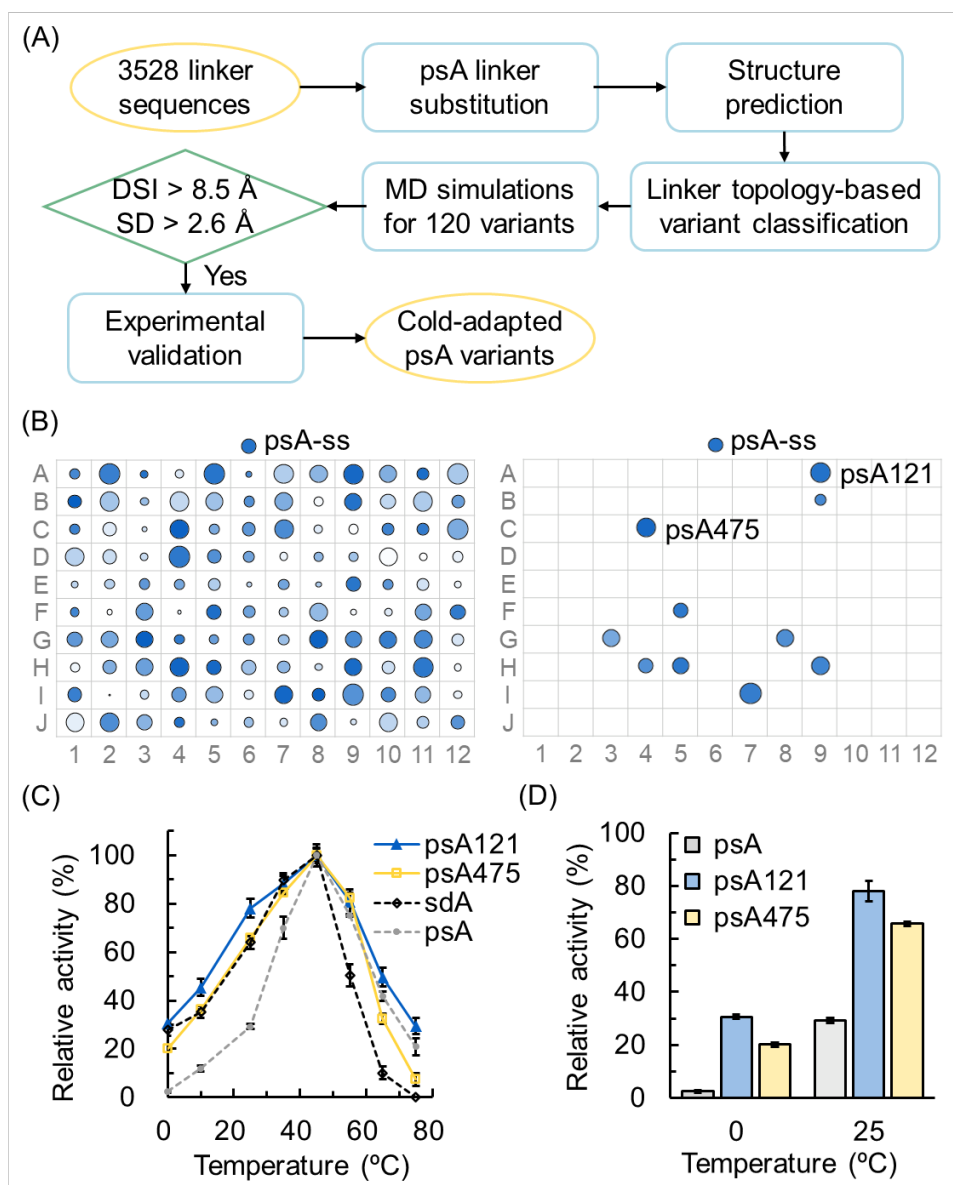 (A)
3528 linker
sequences
psA linker
substitution
Structure
prediction
DSI > 8.5 Å
SD > 2.6 Å
MD simulations
for 120 variants
Linker topology-based
variant classification
Yes
Experimental
validation
Cold-adapted
psA variants
(B)
psA-ss
A
B
C
D
E
F
G
H
I
J
1 2 3 4 5 6 7 8 9 10 11 12
psA-ss
A
B
C
D
E
F
G
H
I
J
psA121
psA475
1 2 3 4 5 6 7 8 9 10 11 12
(C)
Relative activity (%)
100
80
60
40
20
0
psA121
psA475
sdA
psA
0 20 40 60 80
Temperature (ºC)
(D)
Relative activity (%)
100
80
60
40
20
0
psA
psA121
psA475
0 25
Temperature (ºC)